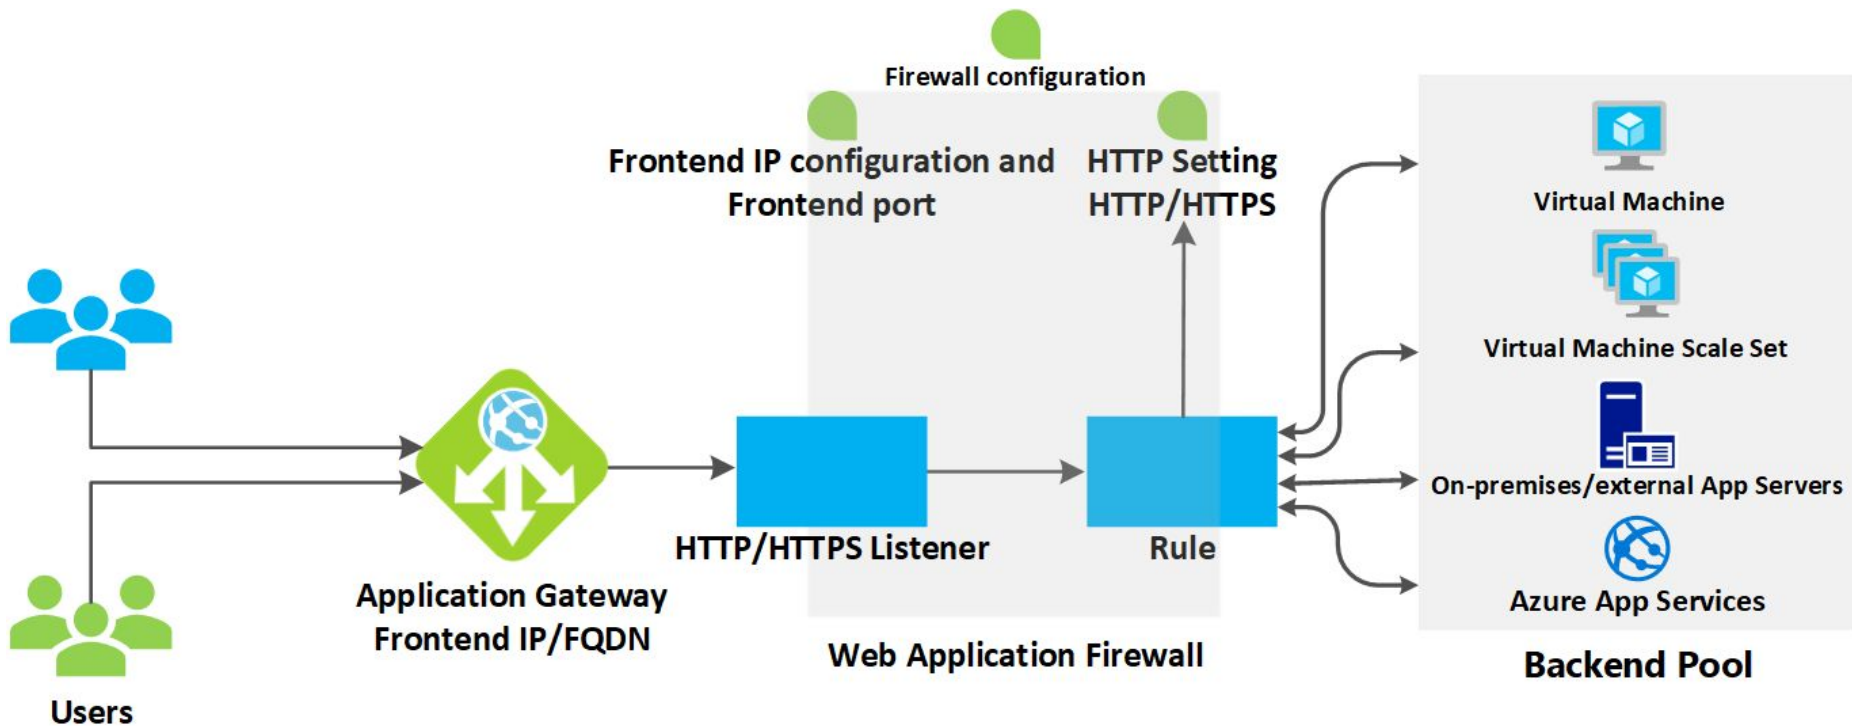 Firewall configuration
Frontend IP configuration and
Frontend port
HTTP Setting
HTTP/HTTPS
Virtual Machine
Virtual Machine Scale Set
On-premises/external App Servers
Azure App Services
Backend Pool
HTTP/HTTPS Listener
Rule
Web Application Firewall
Application Gateway
Frontend IP/FQDN
Users